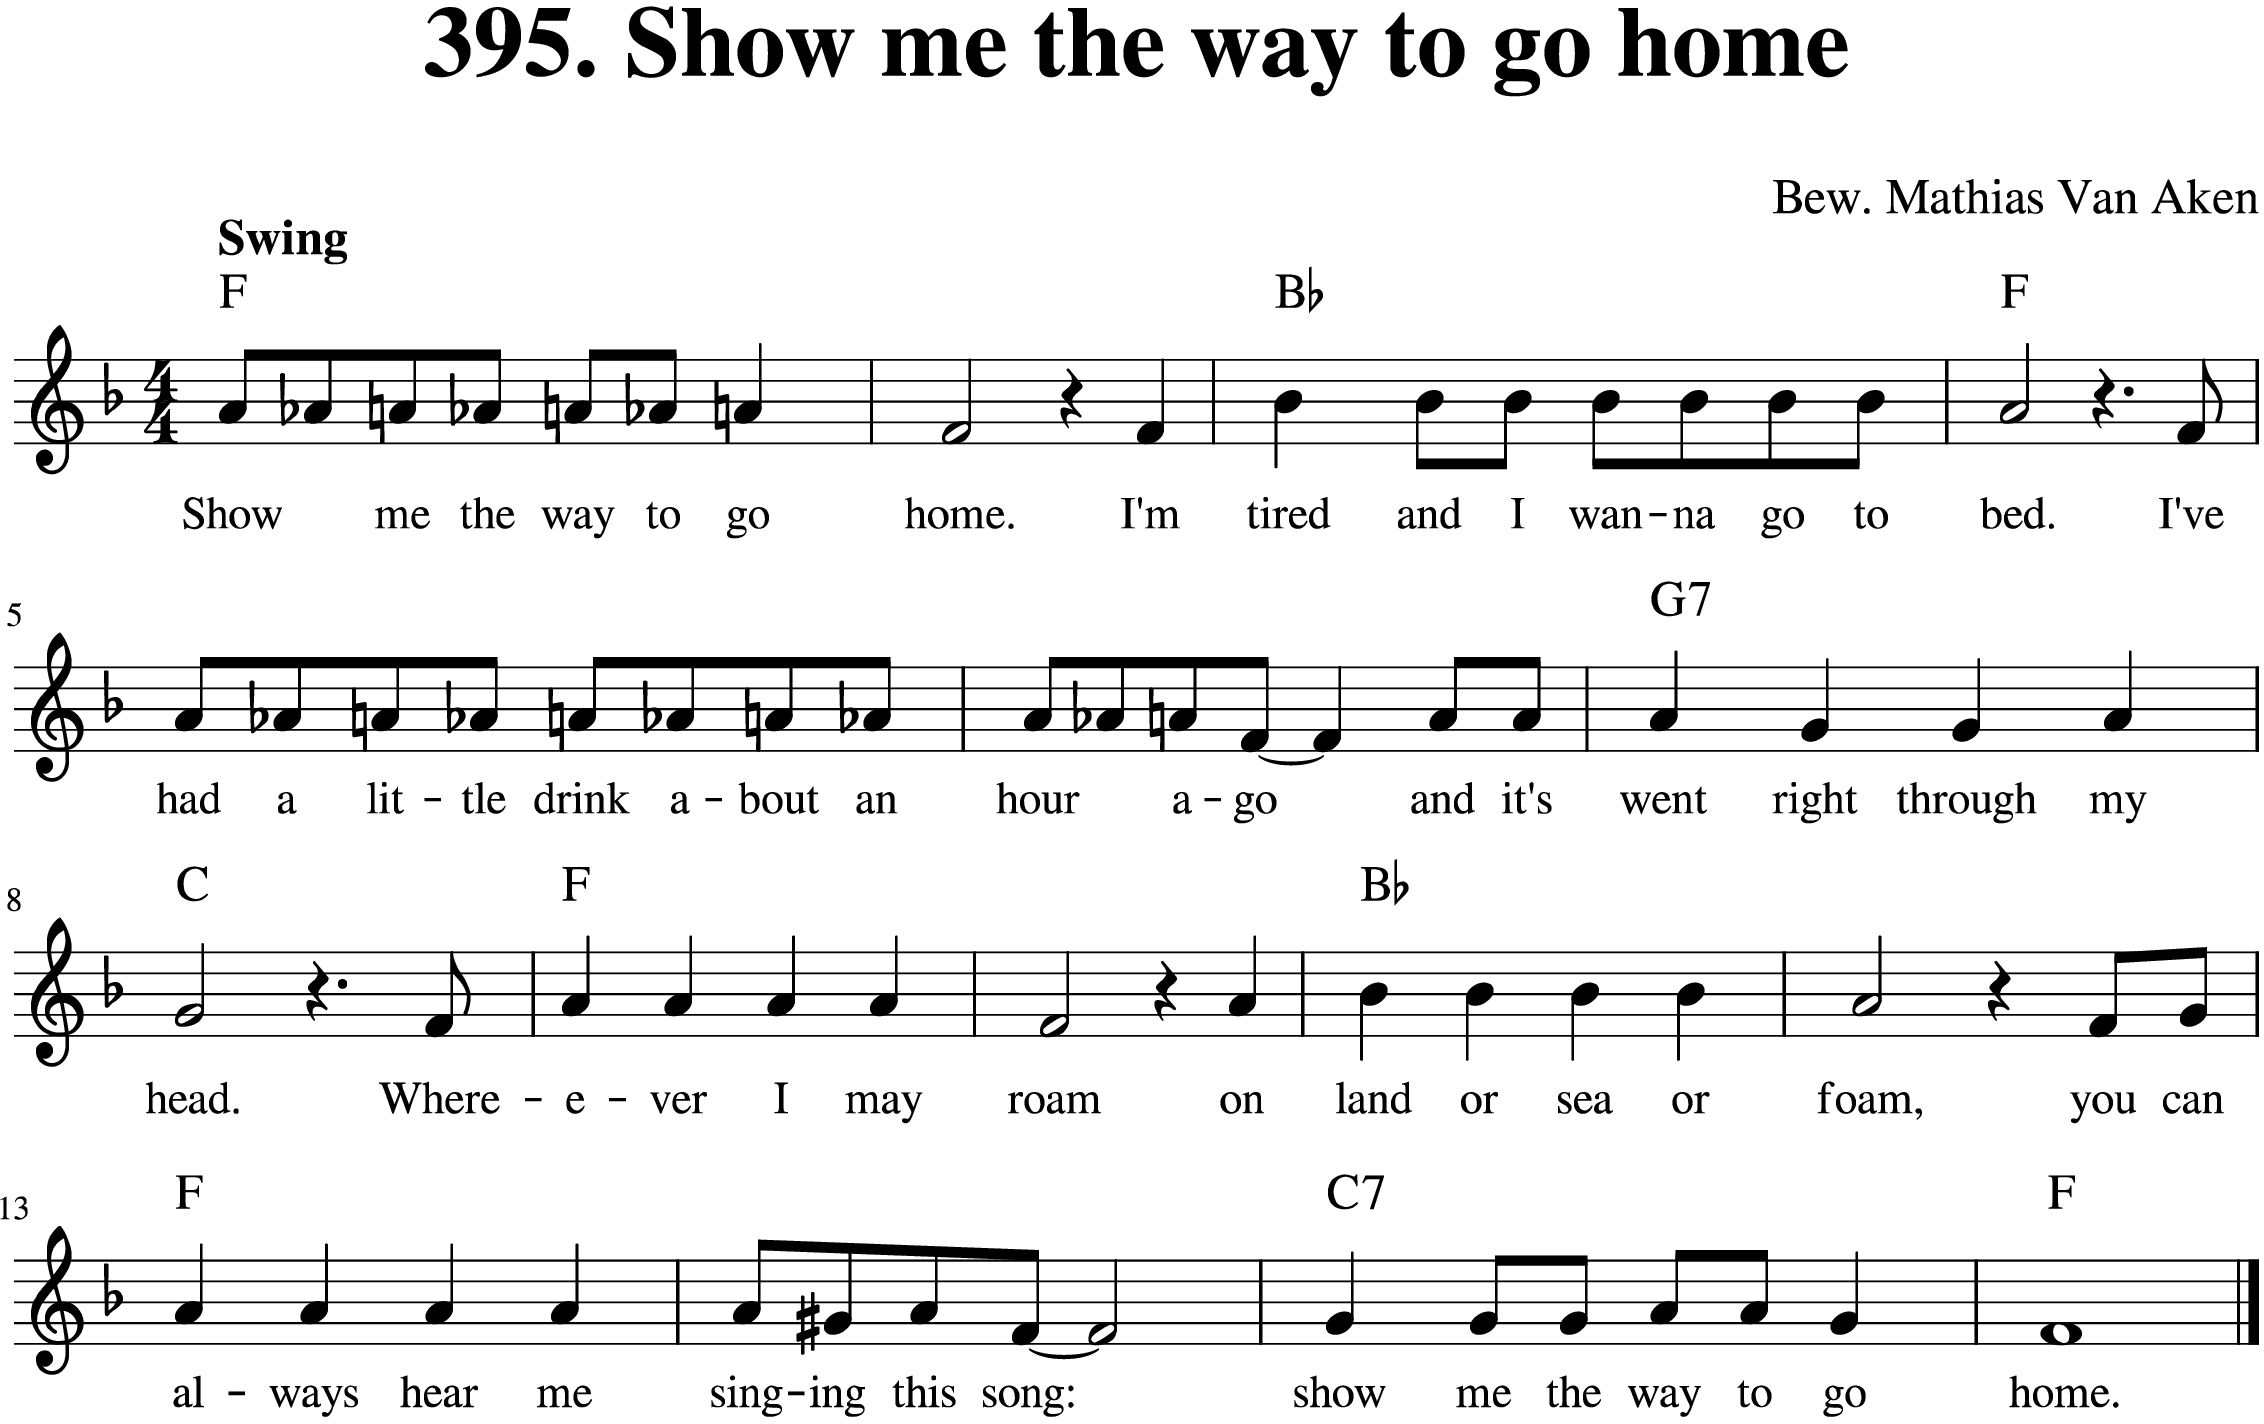 395. Show me the way to go home
Bew. Mathias Van Aken
Swing
F B♭ F
4
4
Show me the way to go home. I'm tired and I wan-na go to bed. I've
5
G7
had a lit - tle drink a - bout an hour a - go and it's went right through my
8
C F B♭
head. Where - e - ver I may roam on land or sea or foam, you can
13
F C7 F
al - ways hear me sing-ing this song: show me the way to go home.